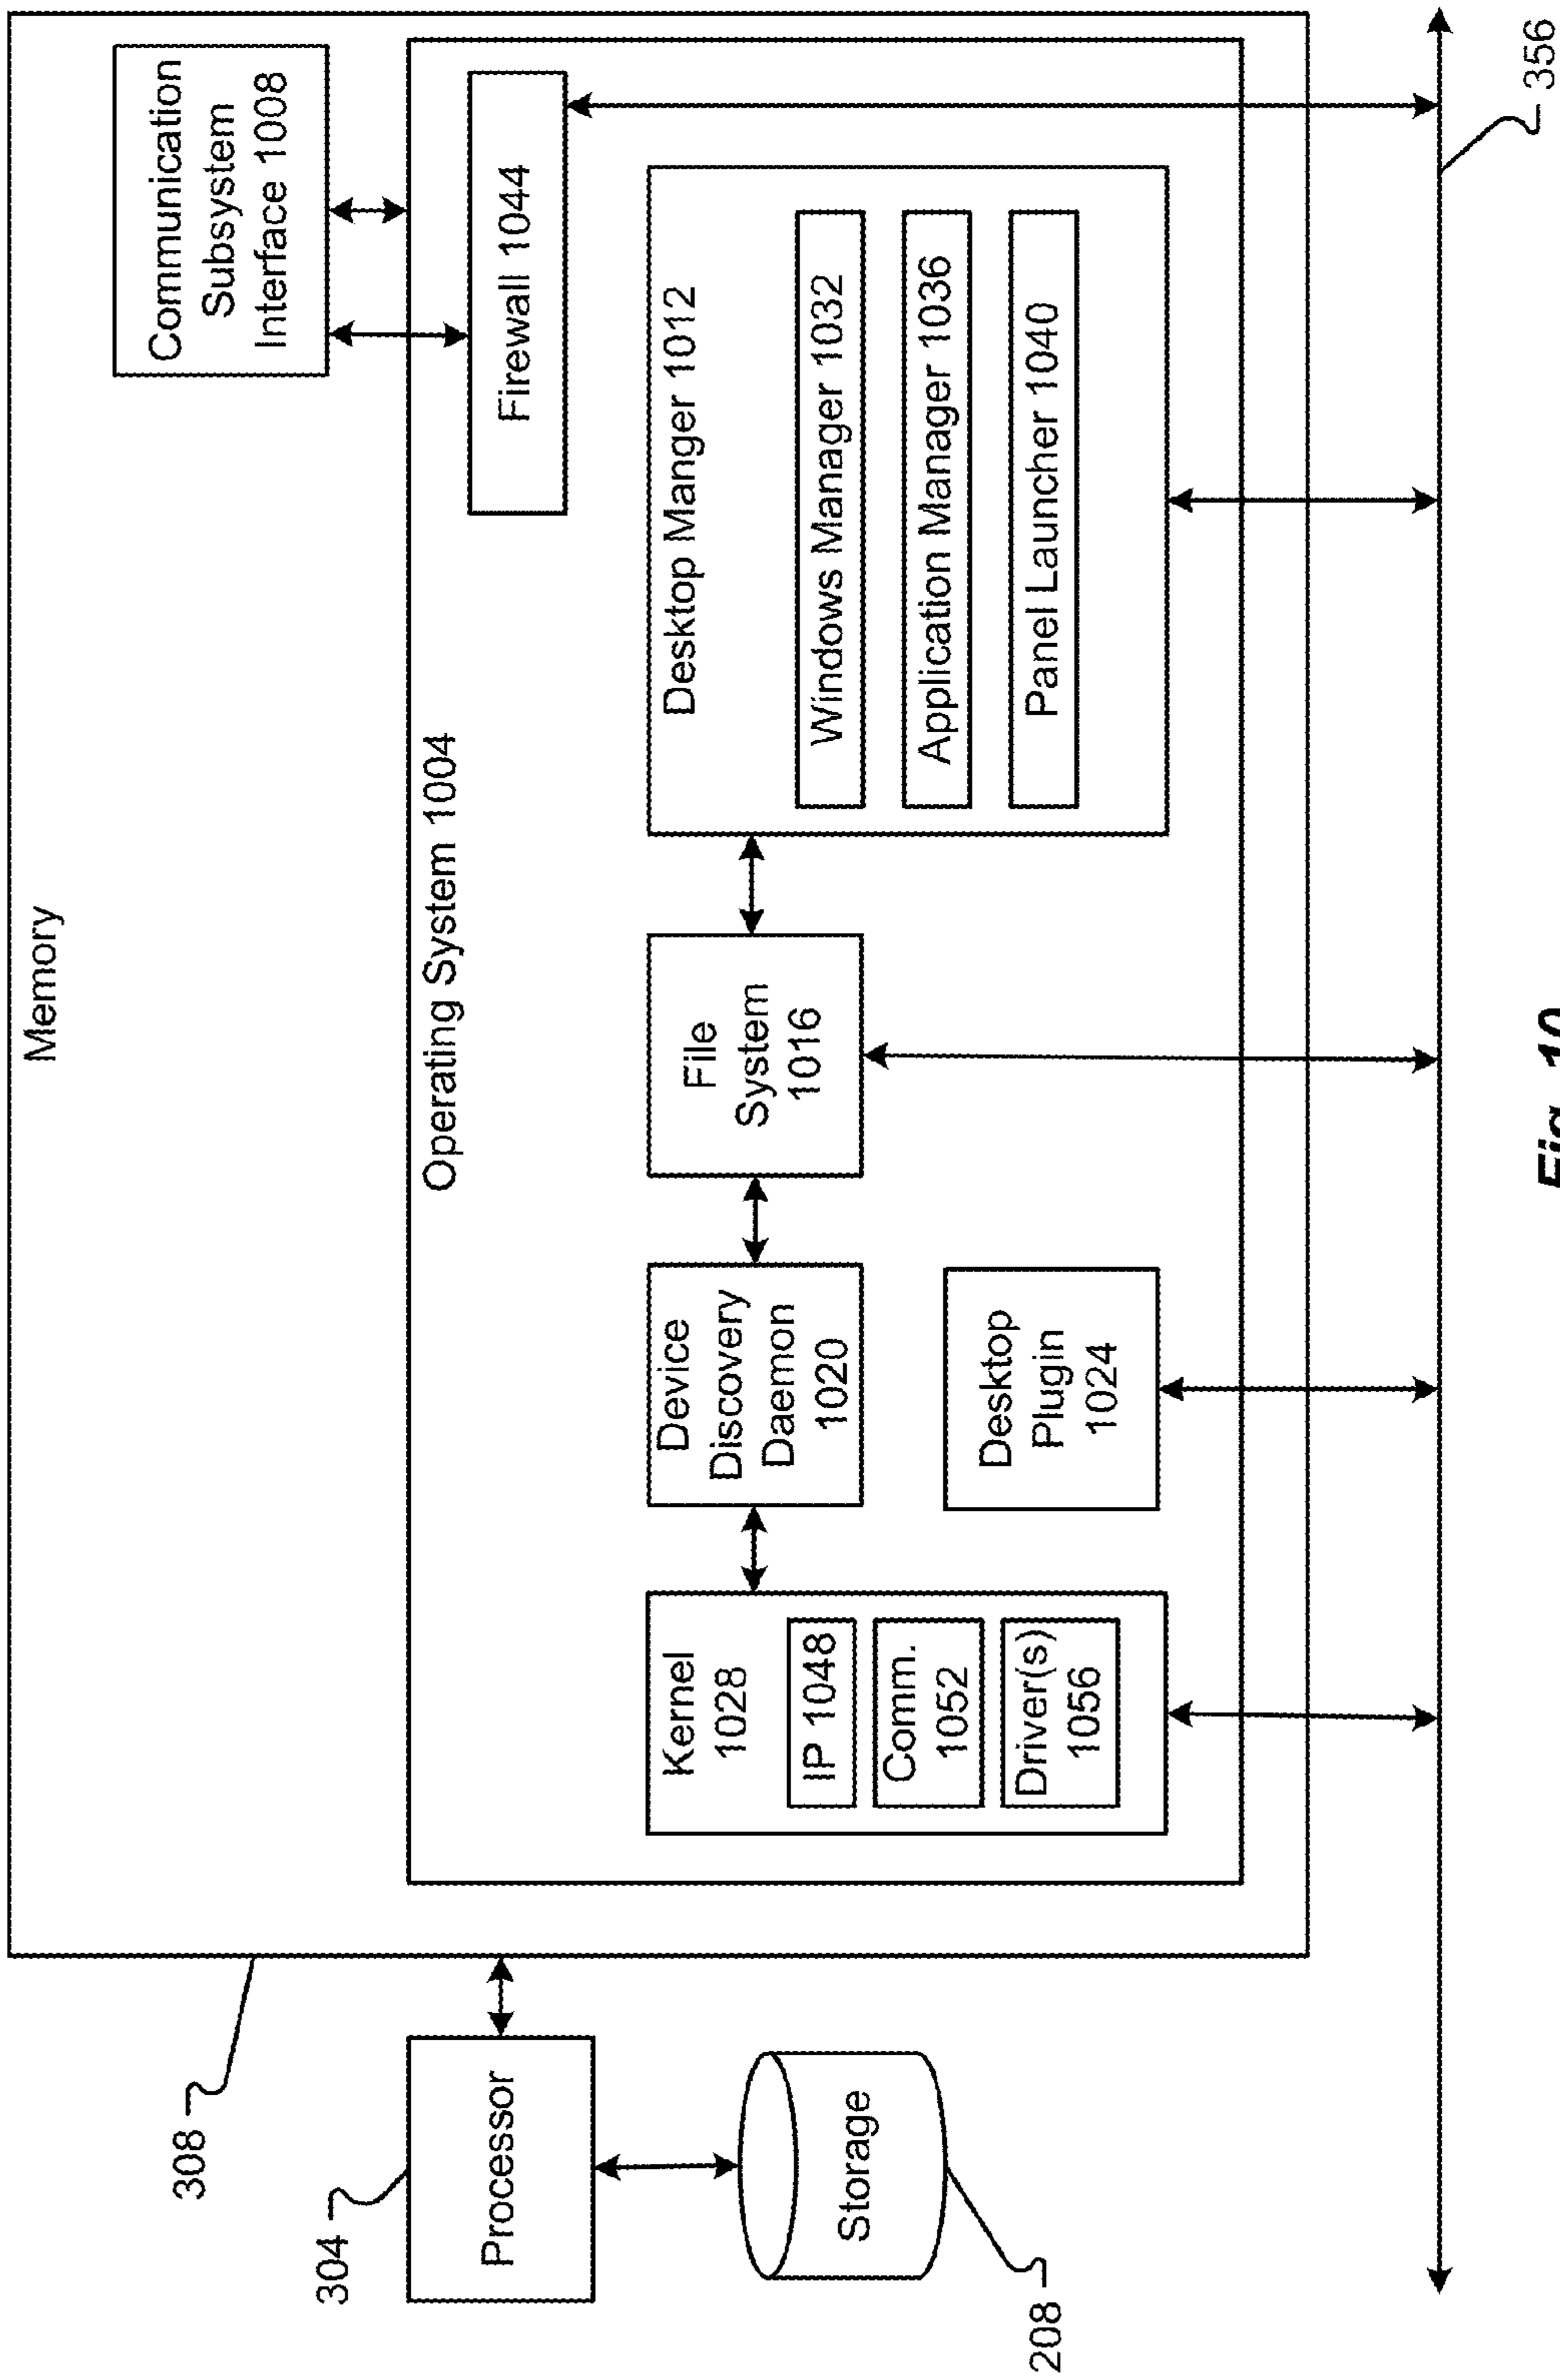 Memory
Communication
Subsystem
Interface 1008
Operating System 1004
Firewall 1044
Kernel
1028
IP 1048
Comm.
1052
Driver(s)
1056
Device
Discovery
Daemon
1020
Desktop
Plugin
1024
File
System
1016
Desktop Manger 1012
Windows Manager 1032
Application Manager 1036
Panel Launcher 1040
308
304
Processor
Storage
208
356
Fig. 10